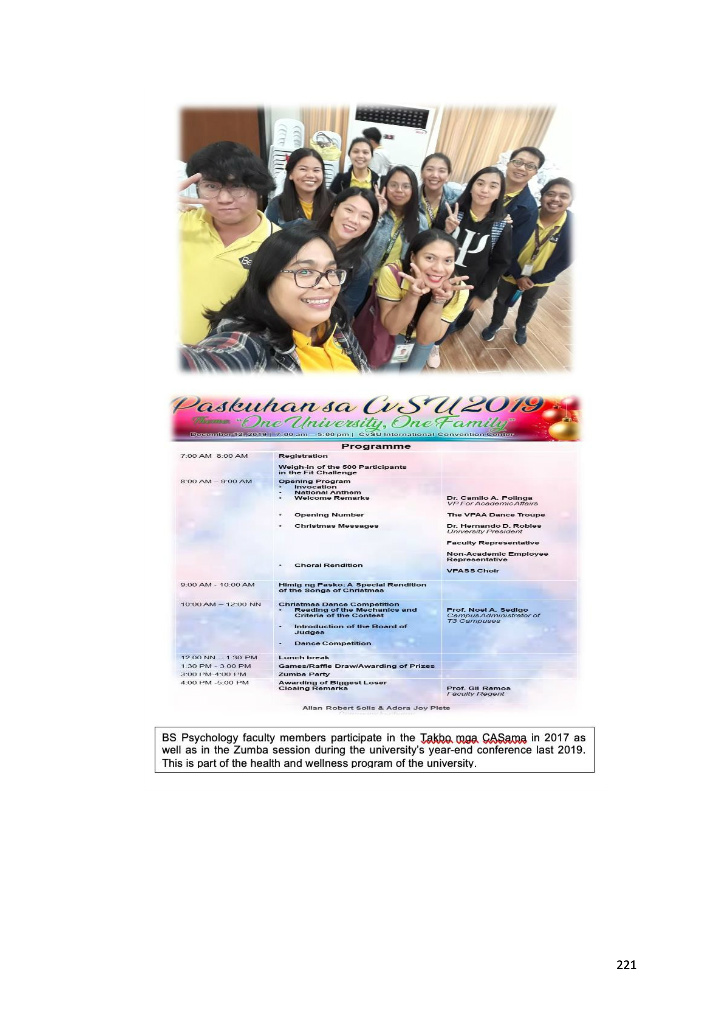 Be
Ψ
Paskuhan sa CvSU 2019
Theme "One University, One Family"
December 12, 2019 | 7:00 am - 5:00 pm | CvSU International Convention Center
Programme
7:00 AM 8:00 AM Registration
Weigh-in of the 500 Participants
in the Fit Challenge
8:00 AM – 9:00 AM Opening Program
- Invocation
- National Anthem
- Welcome Remarks Dr. Camilo A. Polinga
VP For Academic Affairs
- Opening Number The VPAA Dance Troupe
- Christmas Messages Dr. Hernando D. Robles
University President
Faculty Representative
Non-Academic Employee
Representative
- Choral Rendition VPASS Choir
9:00 AM - 10:00 AM Himig ng Pasko: A Special Rendition
of the Songs of Christmas
10:00 AM – 12:00 NN Christmas Dance Competition
- Reading of the Mechanics and Prof. Noel A. Sedigo
Criteria of the Contest Campus Administrator of
T3 Campuses
- Introduction of the Board of
Judges
- Dance Competition
12:00 NN – 1:30 PM Lunch break
1:30 PM - 3:00 PM Games/Raffle Draw/Awarding of Prizes
3:00 PM-4:00 PM Zumba Party
4:00 PM -5:00 PM Awarding of Biggest Loser
Closing Remarks Prof. Gil Ramos
Faculty Regent
Allan Robert Solis & Adora Joy Plete
BS Psychology faculty members participate in the Takbo mga CASama in 2017 as
well as in the Zumba session during the university's year-end conference last 2019.
This is part of the health and wellness program of the university.
221